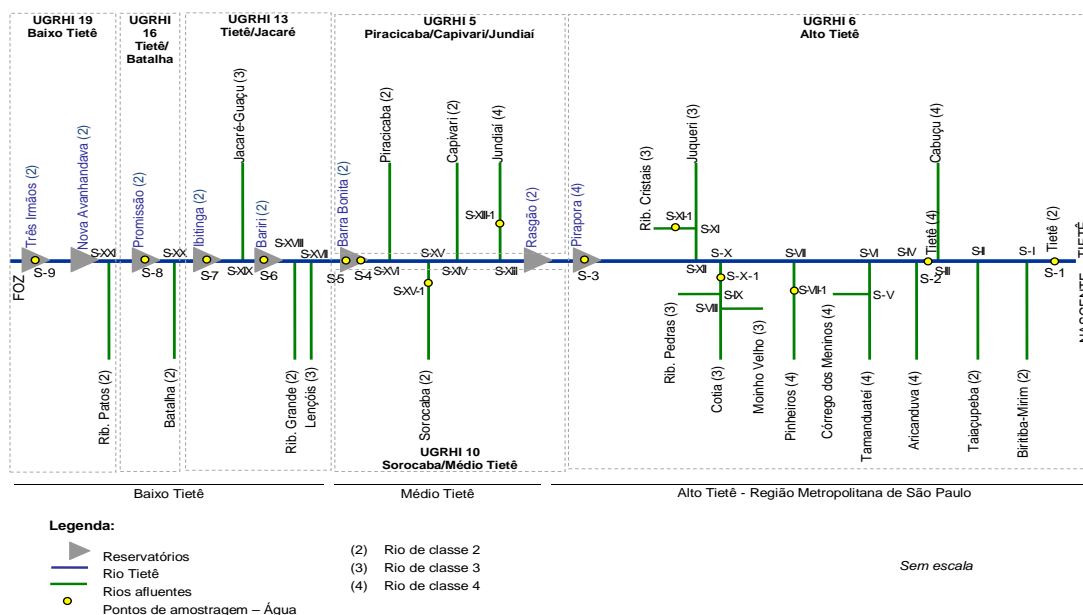 UGRHI 19
Baixo Tietê
UGRHI
16
Tietê/
Batalha
UGRHI 13
Tietê/Jacaré
UGRHI 5
Piracicaba/Capivari/Jundiaí
UGRHI 6
Alto Tietê
Três Irmãos (2)
Nova Avanhandava (2)
Promissão (2)
Ibitinga (2)
Jacaré-Guaçu (3)
Bariri (2)
Barra Bonita (2)
Piracicaba (2)
Capivari (2)
Jundiaí (4)
Rasgão (2)
Pirapora (4)
Rib. Cristais (3)
Juqueri (3)
Cabuçu (4)
Tietê (4)
Tietê (2)
FOZ
S-9
S-XXI
S-8
S-XX
S-7
S-XIX
S-6
S-XVIII
S-XVII
S-5
S-4
S-XVI
S-XV
S-XV-1
S-XIV
S-XIII-1
S-XIII
S-3
S-XI-1
S-XI
S-XII
S-X
S-X-1
S-IX
S-VIII
S-VII
S-VII-1
S-VI
S-V
S-IV
S-2
S-III
S-II
S-I
S-1
NASCENTE - TIETÊ
Rib. Patos (2)
Batalha (2)
Rib. Grande (2)
Lençóis (3)
Sorocaba (2)
Rib. Pedras (3)
Cotia (3)
Moinho Velho (3)
Pinheiros (4)
Córrego dos Meninos (4)
Tamanduateí (4)
Aricanduva (4)
Taiaçupeba (2)
Biritiba-Mirim (2)
UGRHI 10
Sorocaba/Médio Tietê
Baixo Tietê
Médio Tietê
Alto Tietê - Região Metropolitana de São Paulo
Legenda:
Reservatórios
Rio Tietê
Rios afluentes
Pontos de amostragem – Água
(2) Rio de classe 2
(3) Rio de classe 3
(4) Rio de classe 4
Sem escala